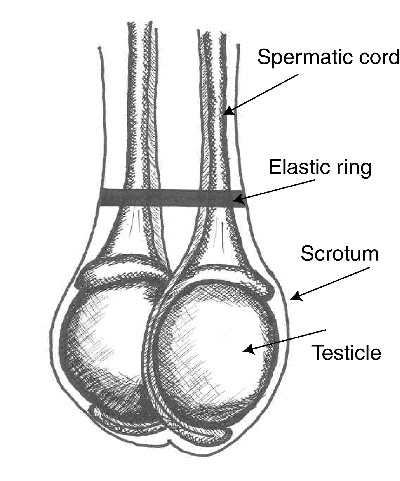 Spermatic cord
Elastic ring
Scrotum
Testicle